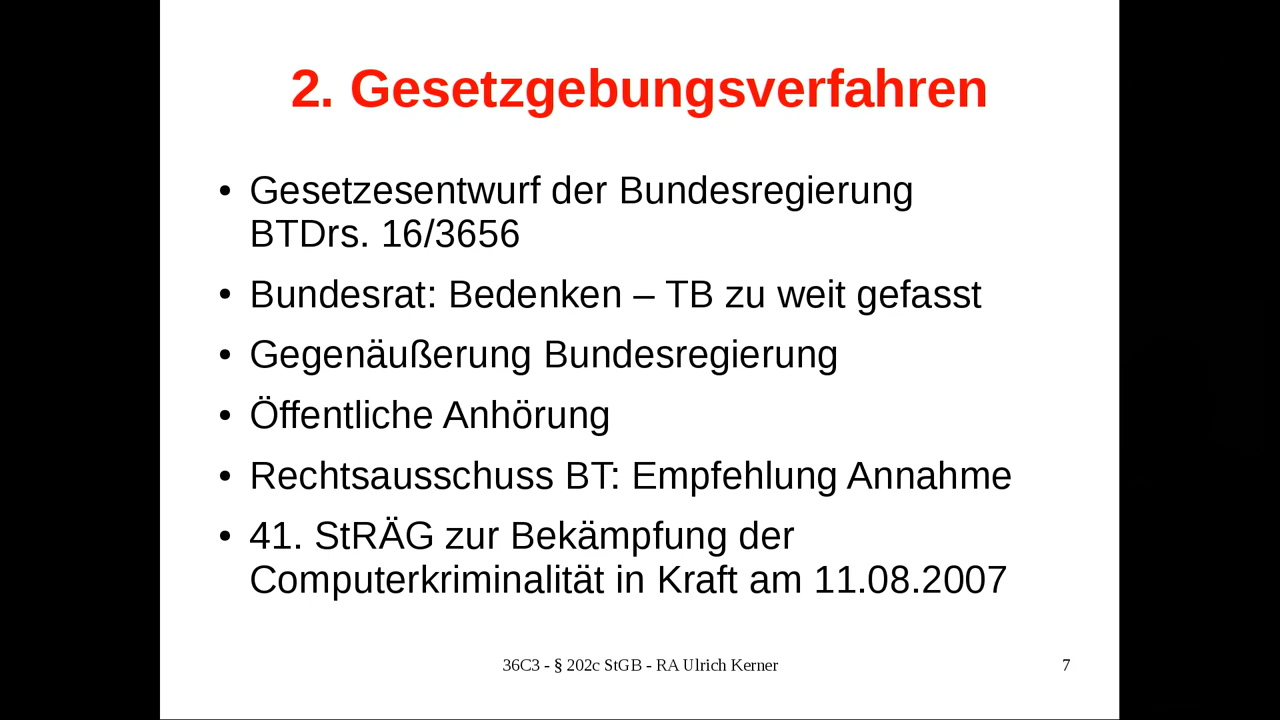 2. Gesetzgebungsverfahren
• Gesetzesentwurf der Bundesregierung
BTDrs. 16/3656
• Bundesrat: Bedenken – TB zu weit gefasst
• Gegenäußerung Bundesregierung
• Öffentliche Anhörung
• Rechtsausschuss BT: Empfehlung Annahme
• 41. StRÄG zur Bekämpfung der
Computerkriminalität in Kraft am 11.08.2007
36C3 - § 202c StGB - RA Ulrich Kerner
7